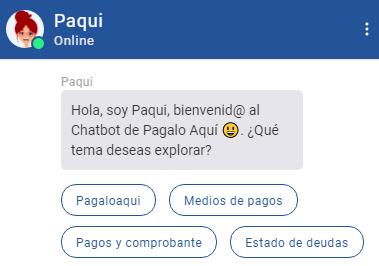 Paqui
Online
Paqui
Hola, soy Paqui, bienvenid@ al
Chatbot de Pagalo Aquí 😃. ¿Qué
tema deseas explorar?
Pagaloaqui
Medios de pagos
Pagos y comprobante
Estado de deudas